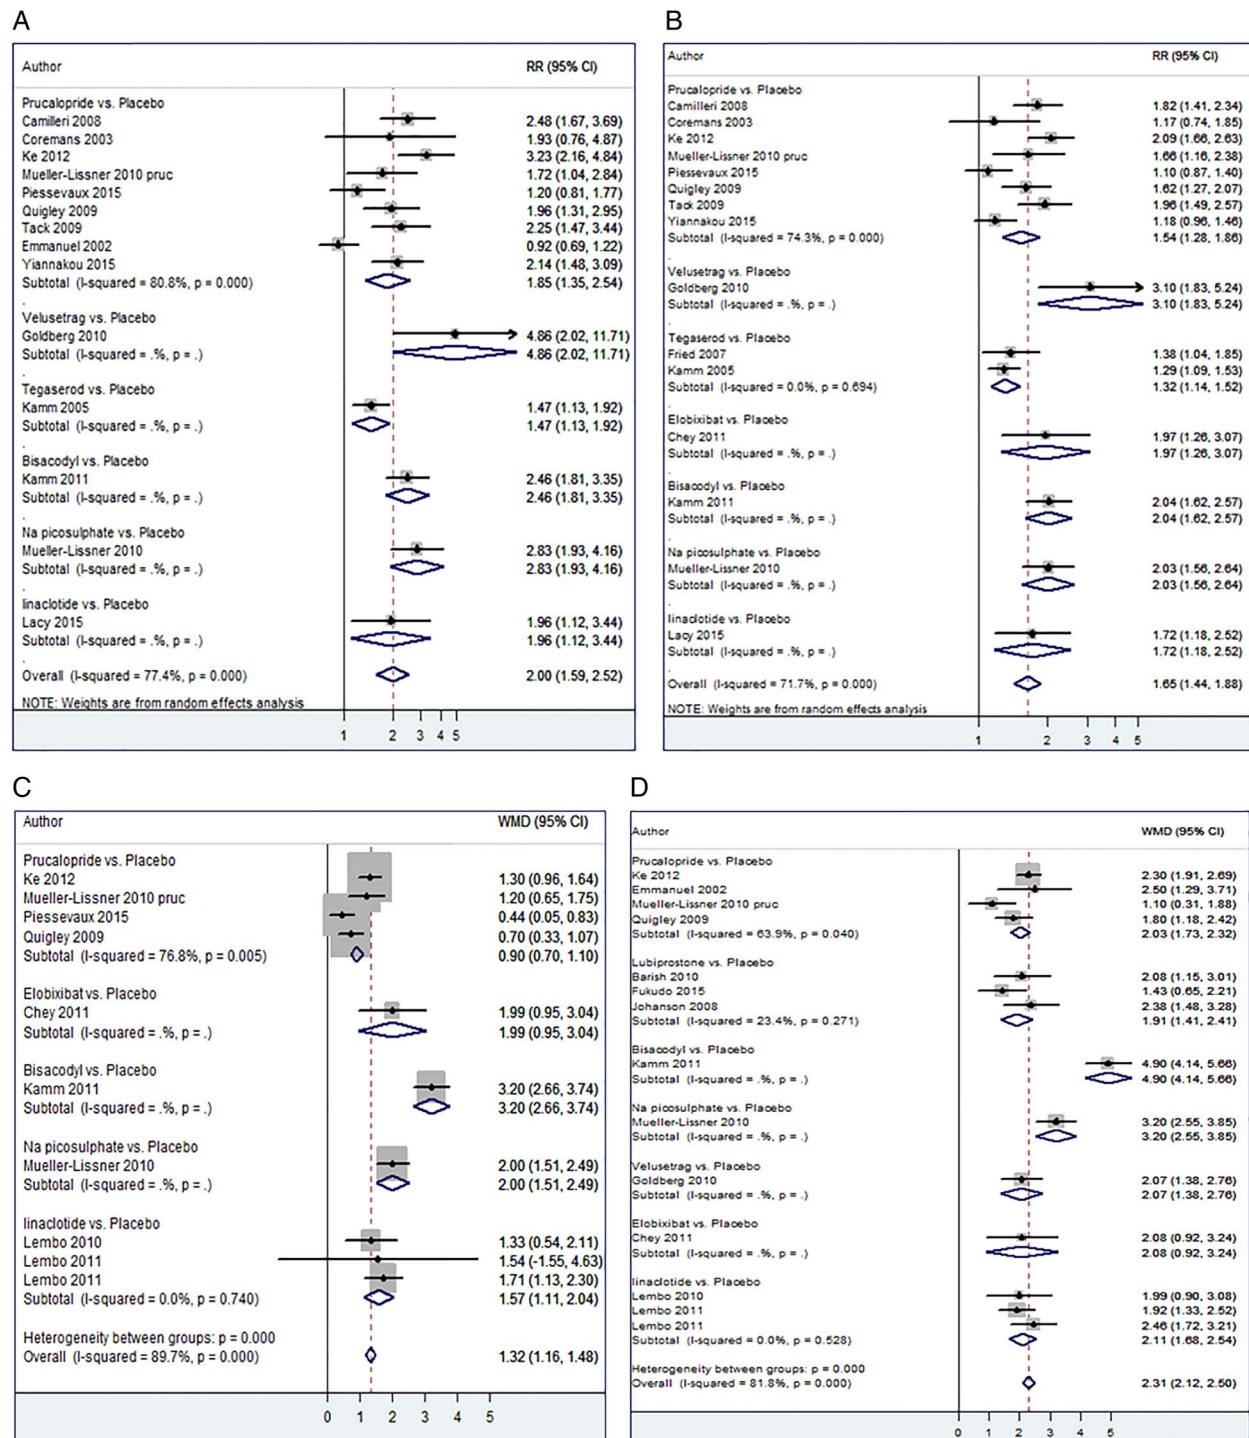 A
Author RR (95% CI)
Prucalopride vs. Placebo
Camilleri 2008 2.48 (1.67, 3.69)
Coremans 2003 1.93 (0.76, 4.87)
Ke 2012 3.23 (2.16, 4.84)
Mueller-Lissner 2010 pruc 1.72 (1.04, 2.84)
Piessevaux 2015 1.20 (0.81, 1.77)
Quigley 2009 1.96 (1.31, 2.95)
Tack 2009 2.25 (1.47, 3.44)
Emmanuel 2002 0.92 (0.69, 1.22)
Yiannakou 2015 2.14 (1.48, 3.09)
Subtotal (I-squared = 80.8%, p = 0.000) 1.85 (1.35, 2.54)
.
Velusetrag vs. Placebo
Goldberg 2010 4.86 (2.02, 11.71)
Subtotal (I-squared = .%, p = .) 4.86 (2.02, 11.71)
.
Tegaserod vs. Placebo
Kamm 2005 1.47 (1.13, 1.92)
Subtotal (I-squared = .%, p = .) 1.47 (1.13, 1.92)
.
Bisacodyl vs. Placebo
Kamm 2011 2.46 (1.81, 3.35)
Subtotal (I-squared = .%, p = .) 2.46 (1.81, 3.35)
.
Na picosulphate vs. Placebo
Mueller-Lissner 2010 2.83 (1.93, 4.16)
Subtotal (I-squared = .%, p = .) 2.83 (1.93, 4.16)
.
linaclotide vs. Placebo
Lacy 2015 1.96 (1.12, 3.44)
Subtotal (I-squared = .%, p = .) 1.96 (1.12, 3.44)
.
Overall (I-squared = 77.4%, p = 0.000) 2.00 (1.59, 2.52)
NOTE: Weights are from random effects analysis
1 2 3 4 5
B
Author RR (95% CI)
Prucalopride vs. Placebo
Camilleri 2008 1.82 (1.41, 2.34)
Coremans 2003 1.17 (0.74, 1.85)
Ke 2012 2.09 (1.66, 2.63)
Mueller-Lissner 2010 pruc 1.66 (1.16, 2.38)
Piessevaux 2015 1.10 (0.87, 1.40)
Quigley 2009 1.62 (1.27, 2.07)
Tack 2009 1.96 (1.49, 2.57)
Yiannakou 2015 1.18 (0.96, 1.46)
Subtotal (I-squared = 74.3%, p = 0.000) 1.54 (1.28, 1.86)
.
Velusetrag vs. Placebo
Goldberg 2010 3.10 (1.83, 5.24)
Subtotal (I-squared = .%, p = .) 3.10 (1.83, 5.24)
.
Tegaserod vs. Placebo
Fried 2007 1.38 (1.04, 1.85)
Kamm 2005 1.29 (1.09, 1.53)
Subtotal (I-squared = 0.0%, p = 0.694) 1.32 (1.14, 1.52)
.
Elobixibat vs. Placebo
Chey 2011 1.97 (1.26, 3.07)
Subtotal (I-squared = .%, p = .) 1.97 (1.26, 3.07)
.
Bisacodyl vs. Placebo
Kamm 2011 2.04 (1.62, 2.57)
Subtotal (I-squared = .%, p = .) 2.04 (1.62, 2.57)
.
Na picosulphate vs. Placebo
Mueller-Lissner 2010 2.03 (1.56, 2.64)
Subtotal (I-squared = .%, p = .) 2.03 (1.56, 2.64)
.
linaclotide vs. Placebo
Lacy 2015 1.72 (1.18, 2.52)
Subtotal (I-squared = .%, p = .) 1.72 (1.18, 2.52)
.
Overall (I-squared = 71.7%, p = 0.000) 1.65 (1.44, 1.88)
NOTE: Weights are from random effects analysis
1 2 3 5
C
Author WMD (95% CI)
Prucalopride vs. Placebo
Ke 2012 1.30 (0.96, 1.64)
Mueller-Lissner 2010 pruc 1.20 (0.65, 1.75)
Piessevaux 2015 0.44 (0.05, 0.83)
Quigley 2009 0.70 (0.33, 1.07)
Subtotal (I-squared = 76.8%, p = 0.005) 0.90 (0.70, 1.10)
Elobixibat vs. Placebo
Chey 2011 1.99 (0.95, 3.04)
Subtotal (I-squared = .%, p = .) 1.99 (0.95, 3.04)
Bisacodyl vs. Placebo
Kamm 2011 3.20 (2.66, 3.74)
Subtotal (I-squared = .%, p = .) 3.20 (2.66, 3.74)
Na picosulphate vs. Placebo
Mueller-Lissner 2010 2.00 (1.51, 2.49)
Subtotal (I-squared = .%, p = .) 2.00 (1.51, 2.49)
linaclotide vs. Placebo
Lembo 2010 1.33 (0.54, 2.11)
Lembo 2011 1.54 (-1.55, 4.63)
Lembo 2011 1.71 (1.13, 2.30)
Subtotal (I-squared = 0.0%, p = 0.740) 1.57 (1.11, 2.04)
Heterogeneity between groups: p = 0.000
Overall (I-squared = 89.7%, p = 0.000) 1.32 (1.16, 1.48)
0 1 2 3 4 5
D
Author WMD (95% CI)
Prucalopride vs. Placebo
Ke 2012 2.30 (1.91, 2.69)
Emmanuel 2002 2.50 (1.29, 3.71)
Mueller-Lissner 2010 pruc 1.10 (0.31, 1.88)
Quigley 2009 1.80 (1.18, 2.42)
Subtotal (I-squared = 63.9%, p = 0.040) 2.03 (1.73, 2.32)
Lubiprostone vs. Placebo
Barish 2010 2.08 (1.15, 3.01)
Fukudo 2015 1.43 (0.65, 2.21)
Johanson 2008 2.38 (1.48, 3.28)
Subtotal (I-squared = 23.4%, p = 0.271) 1.91 (1.41, 2.41)
Bisacodyl vs. Placebo
Kamm 2011 4.90 (4.14, 5.66)
Subtotal (I-squared = .%, p = .) 4.90 (4.14, 5.66)
Na picosulphate vs. Placebo
Mueller-Lissner 2010 3.20 (2.55, 3.85)
Subtotal (I-squared = .%, p = .) 3.20 (2.55, 3.85)
Velusetrag vs. Placebo
Goldberg 2010 2.07 (1.38, 2.76)
Subtotal (I-squared = .%, p = .) 2.07 (1.38, 2.76)
Elobixibat vs. Placebo
Chey 2011 2.08 (0.92, 3.24)
Subtotal (I-squared = .%, p = .) 2.08 (0.92, 3.24)
linaclotide vs. Placebo
Lembo 2010 1.99 (0.90, 3.08)
Lembo 2011 1.92 (1.33, 2.52)
Lembo 2011 2.46 (1.72, 3.21)
Subtotal (I-squared = 0.0%, p = 0.528) 2.11 (1.68, 2.54)
Heterogeneity between groups: p = 0.000
Overall (I-squared = 81.8%, p = 0.000) 2.31 (2.12, 2.50)
0 1 2 3 4 5